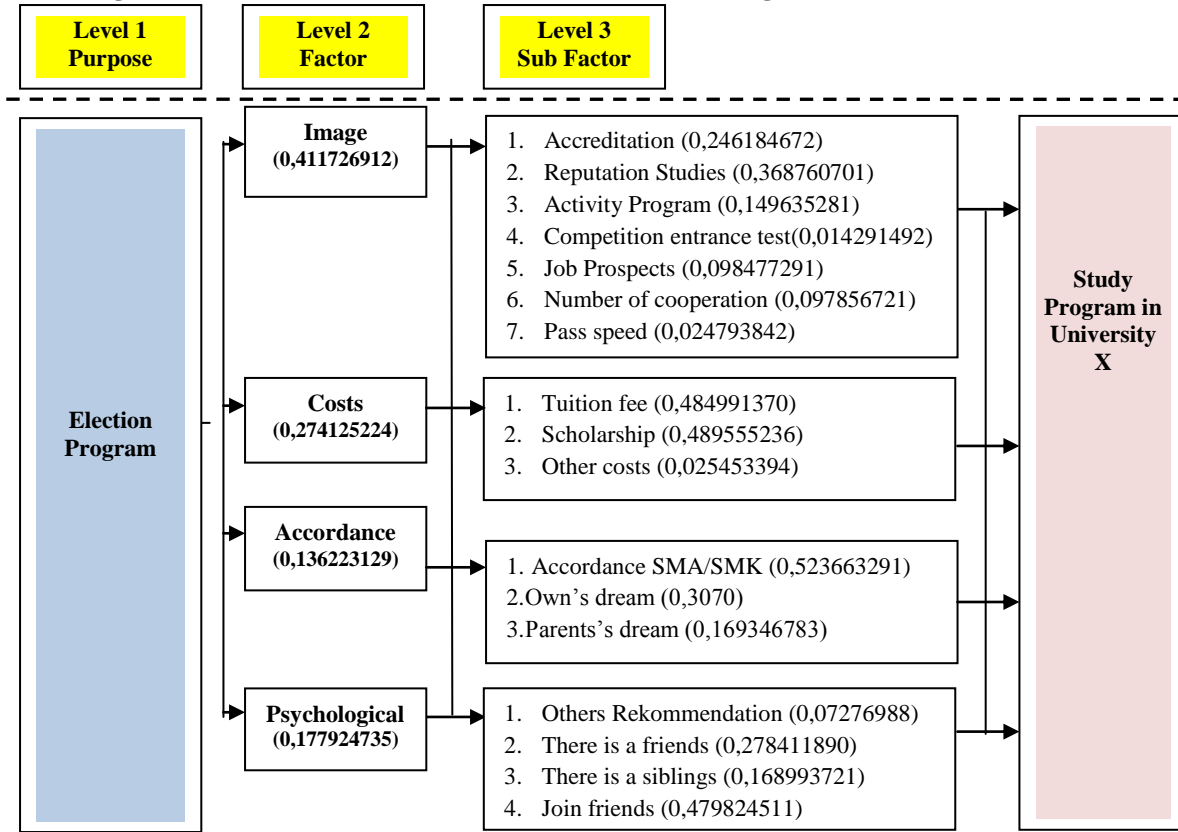 Level 1
Purpose
Level 2
Factor
Level 3
Sub Factor
Election
Program
Image
(0,411726912)
1. Accreditation (0,246184672)
2. Reputation Studies (0,368760701)
3. Activity Program (0,149635281)
4. Competition entrance test(0,014291492)
5. Job Prospects (0,098477291)
6. Number of cooperation (0,097856721)
7. Pass speed (0,024793842)
Costs
(0,274125224)
1. Tuition fee (0,484991370)
2. Scholarship (0,489555236)
3. Other costs (0,025453394)
Accordance
(0,136223129)
1. Accordance SMA/SMK (0,523663291)
2.Own’s dream (0,3070)
3.Parents’s dream (0,169346783)
Psychological
(0,177924735)
1. Others Rekommendation (0,07276988)
2. There is a friends (0,278411890)
3. There is a siblings (0,168993721)
4. Join friends (0,479824511)
Study
Program in
University
X